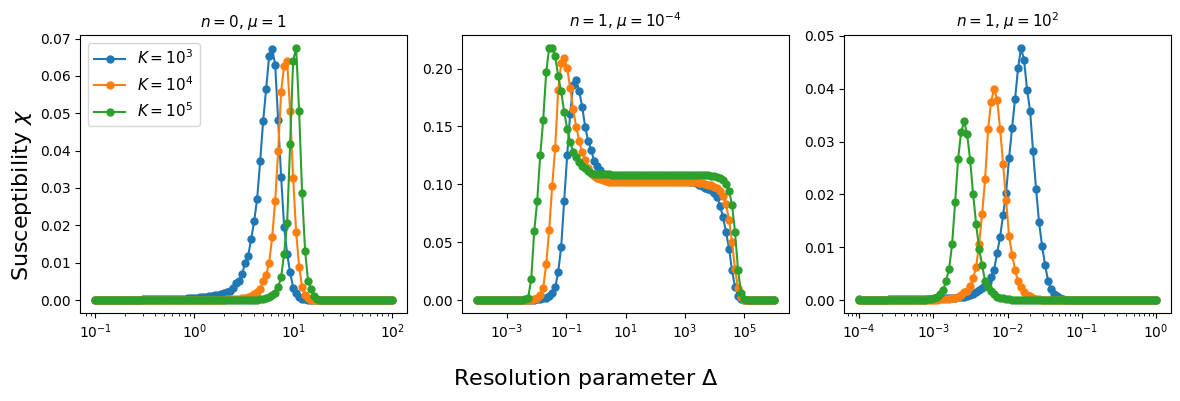 n = 0, μ = 1
n = 1, μ = 10⁻⁴
n = 1, μ = 10²
Susceptibility χ
0.07
0.06
0.05
0.04
0.03
0.02
0.01
0.00
K = 10³
K = 10⁴
K = 10⁵
10⁻¹ 10⁰ 10¹ 10²
0.20
0.15
0.10
0.05
0.00
10⁻³ 10⁻¹ 10¹ 10³ 10⁵
0.05
0.04
0.03
0.02
0.01
0.00
10⁻⁴ 10⁻³ 10⁻² 10⁻¹ 10⁰
Resolution parameter Δ